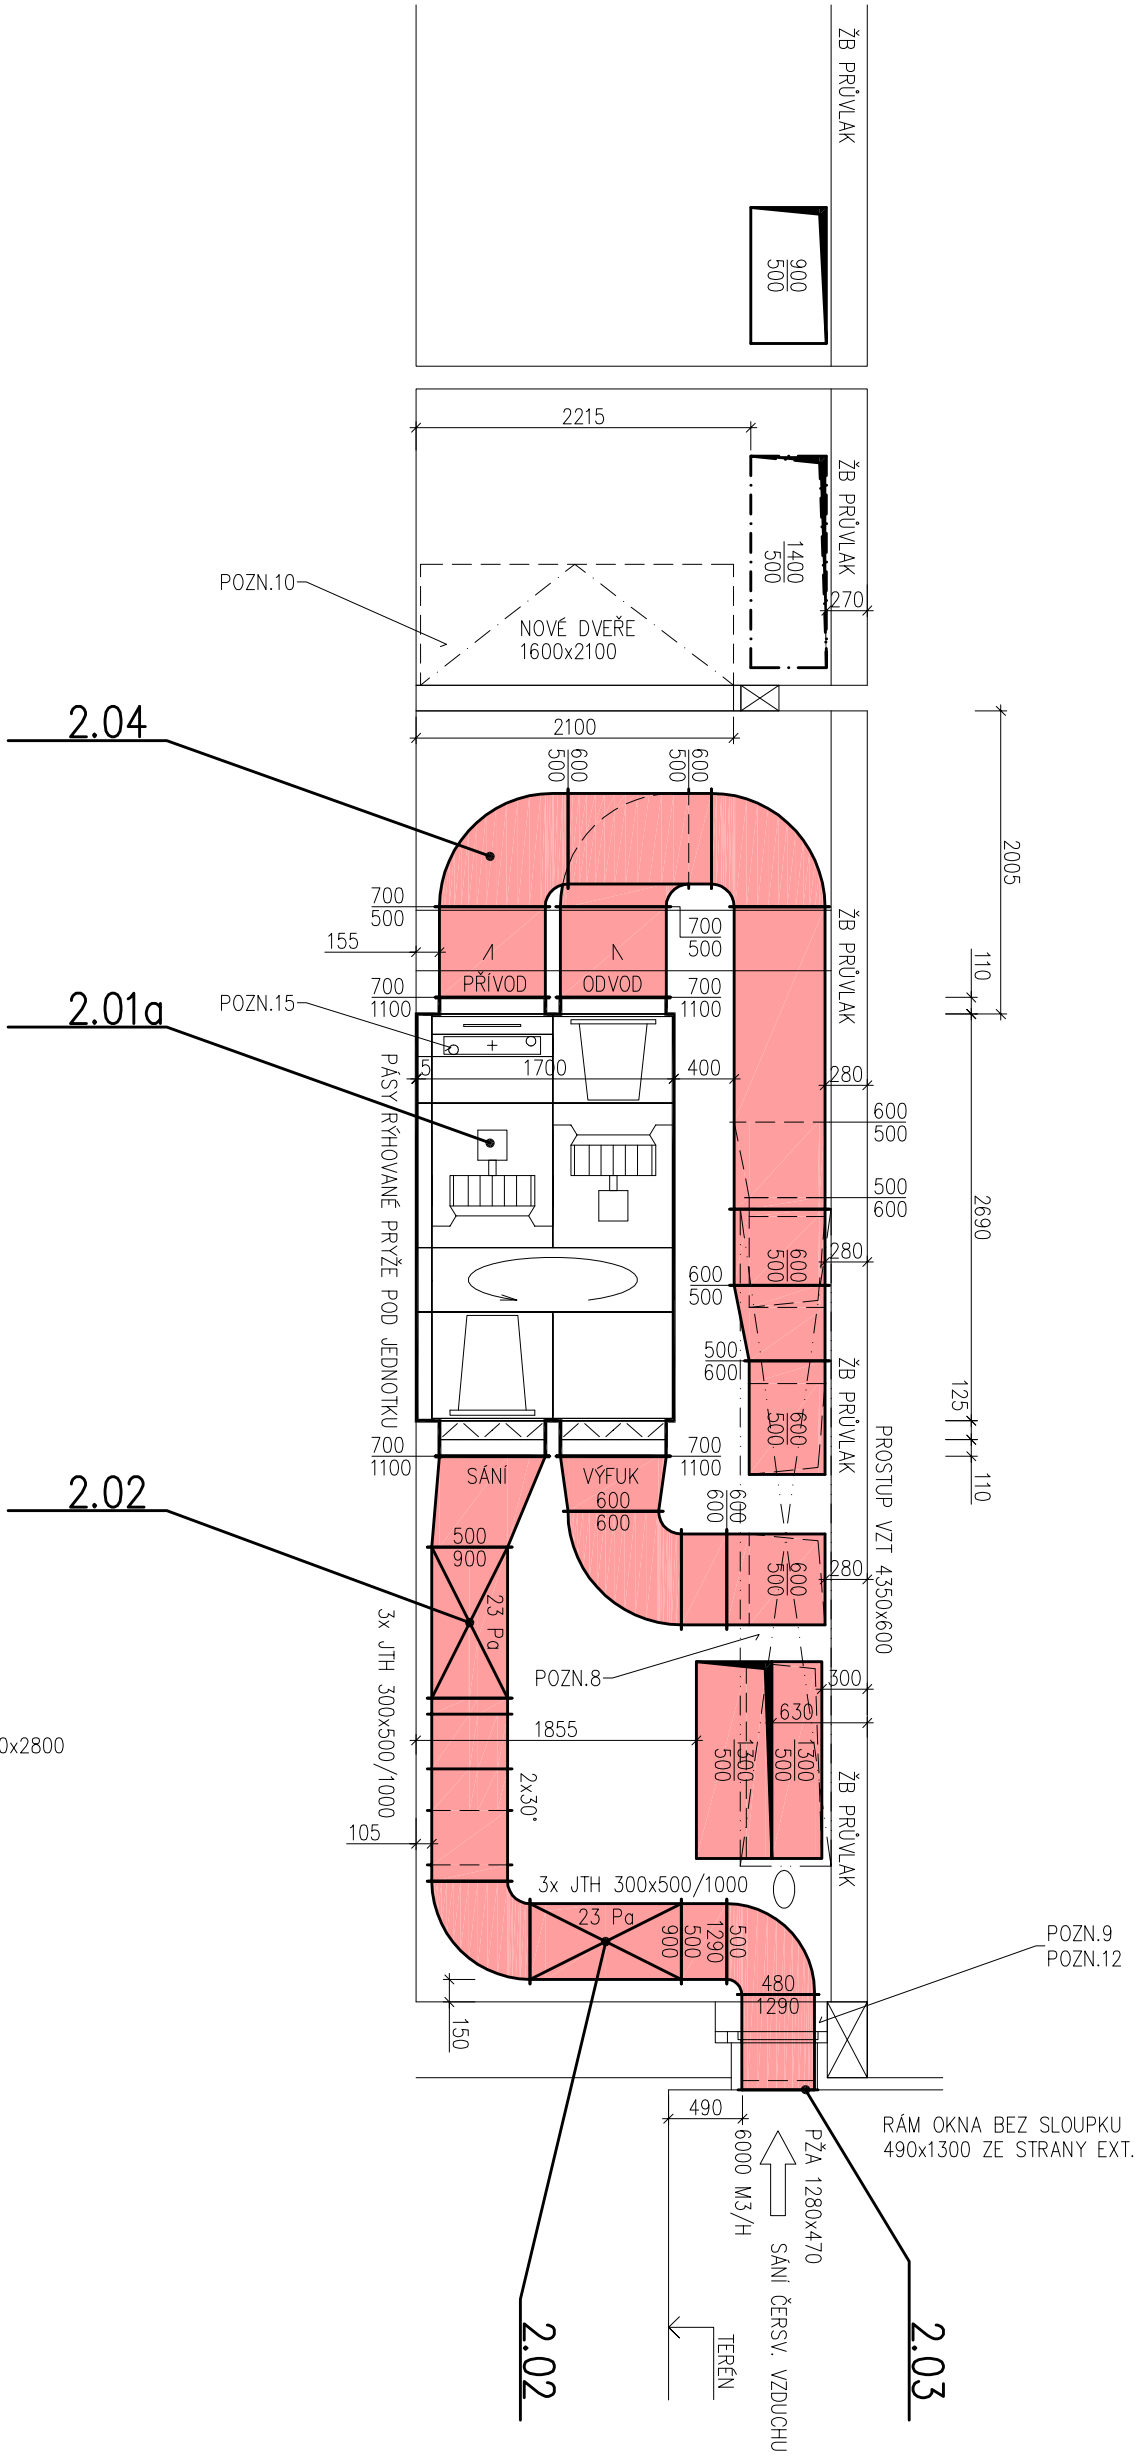 ŽB PRŮVLAK
900
500
2215
ŽB PRŮVLAK
1400
500
270
POZN.10
NOVÉ DVEŘE
1600x2100
2.04
2100
600
500
600
500
2005
700
500
700
500
155
PŘÍVOD
ODVOD
ŽB PRŮVLAK
110
700
1100
700
1100
2.01a
POZN.15
5
1700
400
280
PÁSY RÝHOVANÉ PRYŽE POD JEDNOTKU
600
500
500
600
2690
600
500
280
600
500
500
600
ŽB PRŮVLAK
125
600
500
PROSTUP VZT 4350x600
700
1100
SÁNÍ
VÝFUK
700
1100
110
2.02
600
600
600
600
500
900
600
500
280
23 Pa
3x JTH 300x500/1000
POZN.8
300
630
1855
1300
500
1300
500
0x2800
2x30°
ŽB PRŮVLAK
105
3x JTH 300x500/1000
23 Pa
900
500
1290
500
POZN.9
POZN.12
480
1290
150
490
RÁM OKNA BEZ SLOUPKU
490x1300 ZE STRANY EXT.
6000 M3/H
PŽA 1280x470
SÁNÍ ČERSV. VZDUCHU
TERÉN
2.02
2.03